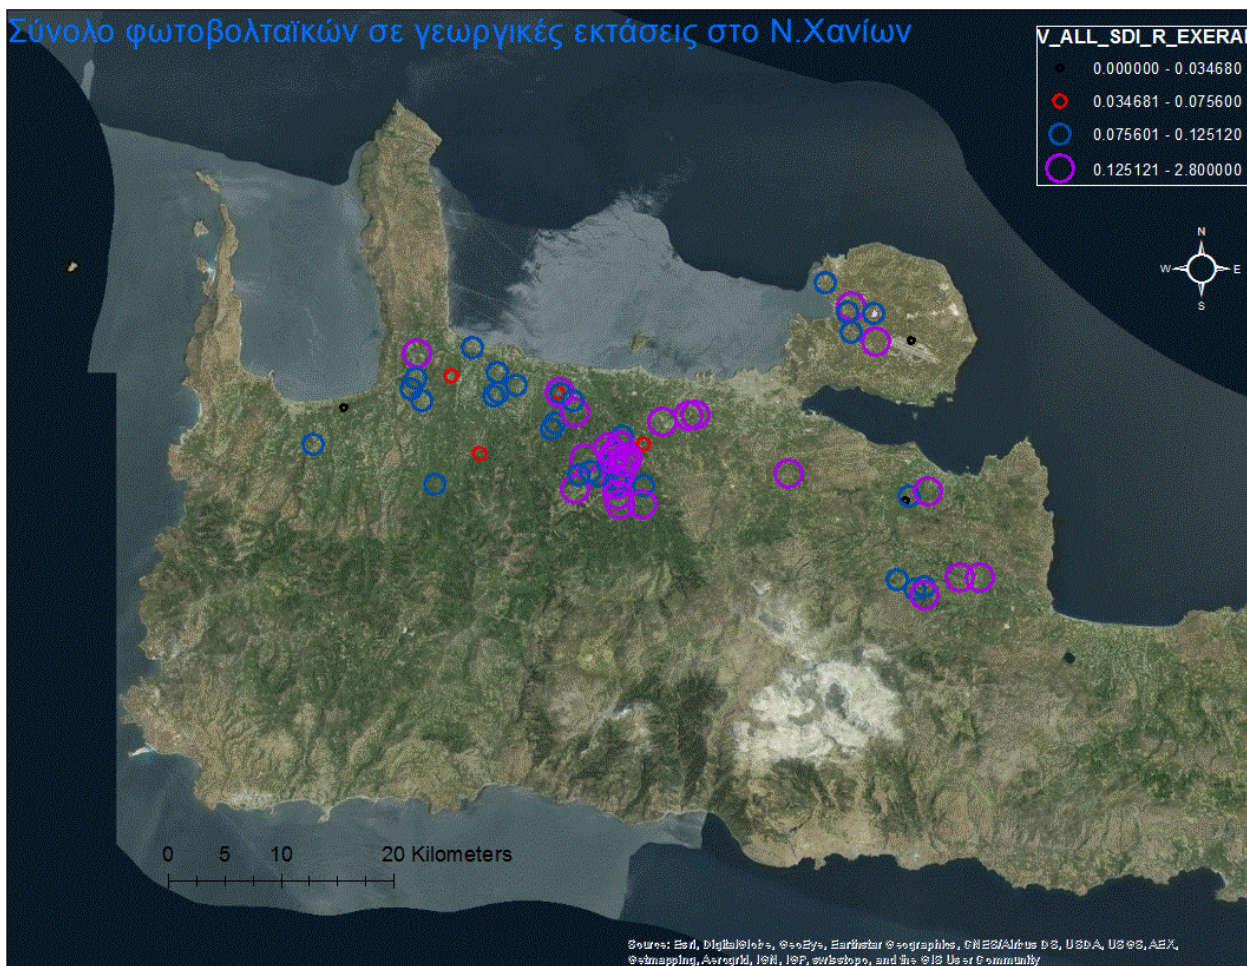 Σύνολο φωτοβολταϊκών σε γεωργικές εκτάσεις στο Ν.Χανίων
V_ALL_SDI_R_EXERAI
0.000000 - 0.034680
0.034681 - 0.075600
0.075601 - 0.125120
0.125121 - 2.800000
N
W E
S
0 5 10 20 Kilometers
Source: Esri, DigitalGlobe, GeoEye, Earthstar Geographics, CNES/Airbus DS, USDA, USGS, AEX,
Getmapping, Aerogrid, IGN, IGP, swisstopo, and the GIS User Community